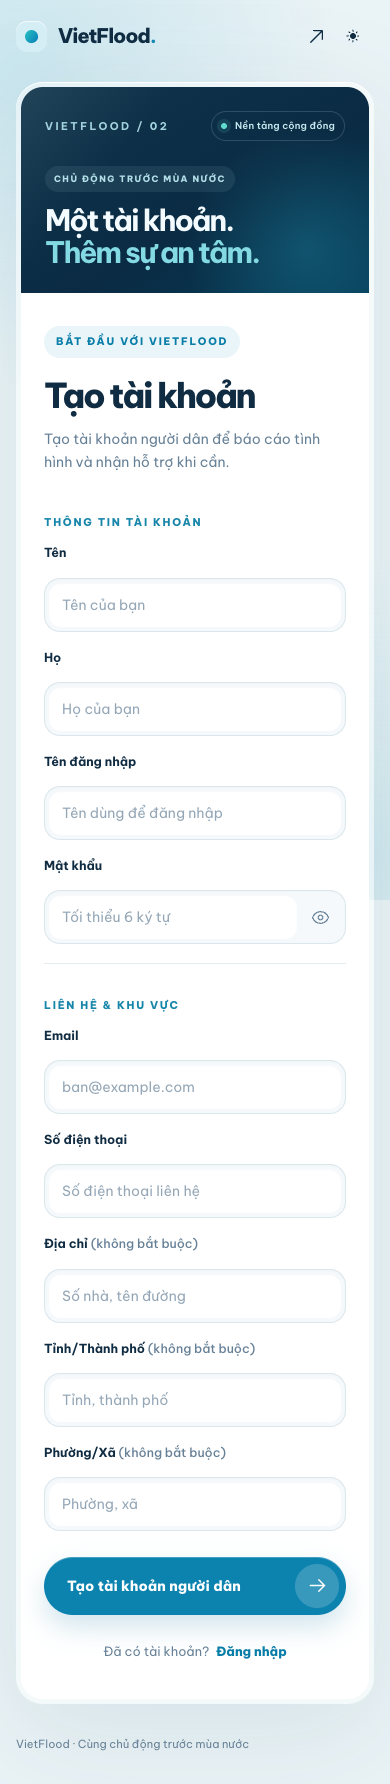 VietFlood.
VIETFLOOD / 02
Nền tảng cộng đồng
CHỦ ĐỘNG TRƯỚC MÙA NƯỚC
Một tài khoản.
Thêm sự an tâm.
BẮT ĐẦU VỚI VIETFLOOD
Tạo tài khoản
Tạo tài khoản người dân để báo cáo tình
hình và nhận hỗ trợ khi cần.
THÔNG TIN TÀI KHOẢN
Tên
Tên của bạn
Họ
Họ của bạn
Tên đăng nhập
Tên dùng để đăng nhập
Mật khẩu
Tối thiểu 6 ký tự
LIÊN HỆ & KHU VỰC
Email
ban@example.com
Số điện thoại
Số điện thoại liên hệ
Địa chỉ (không bắt buộc)
Số nhà, tên đường
Tỉnh/Thành phố (không bắt buộc)
Tỉnh, thành phố
Phường/Xã (không bắt buộc)
Phường, xã
Tạo tài khoản người dân
Đã có tài khoản? Đăng nhập
VietFlood · Cùng chủ động trước mùa nước